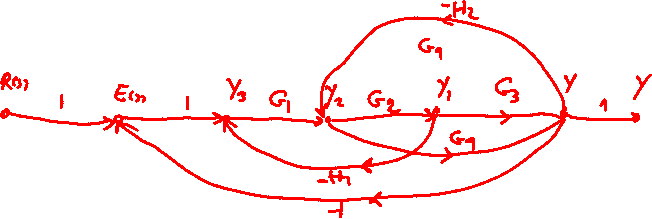 -H2
G4
R(s) 1 E(s) 1 Y3 G1 Y2 G2 Y1 G3 Y 1 Y
G4
-H1
-1